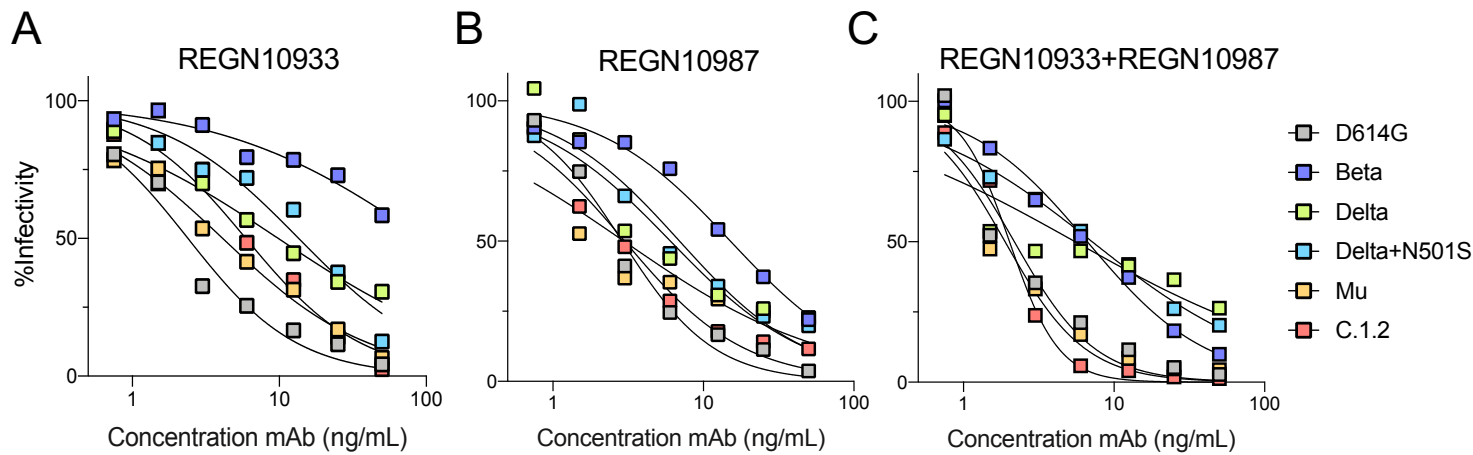 A
REGN10933
%Infectivity
100
50
0
1
10
100
Concentration mAb (ng/mL)
B
REGN10987
100
50
0
1
10
100
Concentration mAb (ng/mL)
C
REGN10933+REGN10987
100
50
0
1
10
100
Concentration mAb (ng/mL)
D614G
Beta
Delta
Delta+N501S
Mu
C.1.2